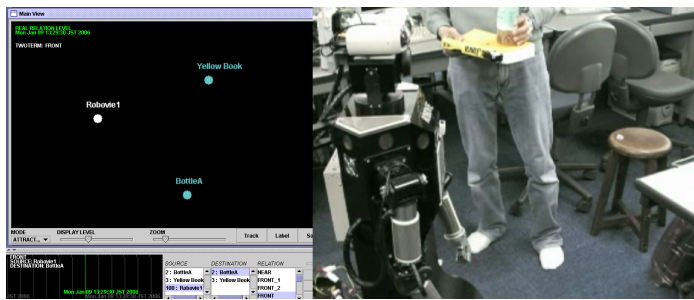 Main View
REAL RELATION LEVEL
Mon Jan 09 13:29:30 JST 2006
TWOTERM: FRONT
Yellow Book
Robovie1
BottleA
MODE
DISPLAY LEVEL
ZOOM
ATTRACT...
Track
Label
FRONT
SOURCE: Robovie1
DESTINATION: BottleA
Mon Jan 09 13:29:30 JST 2006
SOURCE
DESTINATION
RELATION
2 : BottleA
2 : BottleA
NEAR
3 : Yellow Book
3 : Yellow Book
FRONT_1
100 : Robovie1
FRONT_2
FRONT